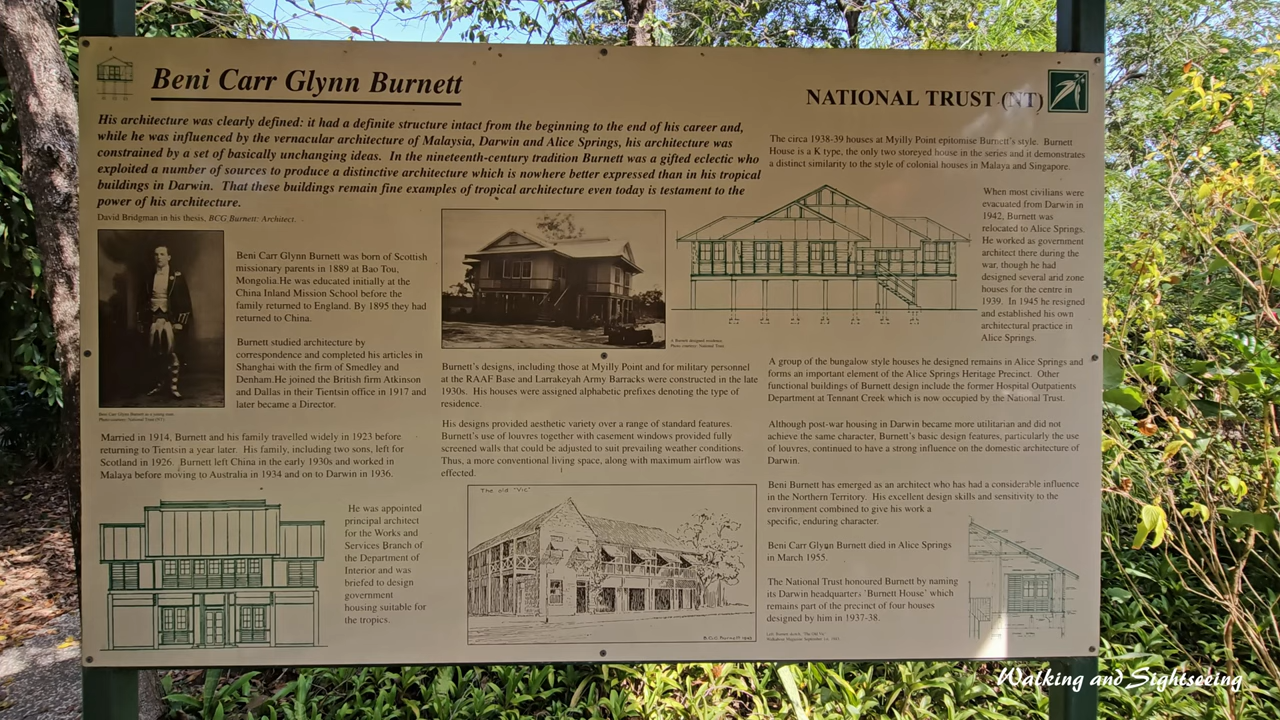 Beni Carr Glynn Burnett
NATIONAL TRUST (NT)
His architecture was clearly defined: it had a definite structure intact from the beginning to the end of his career and,
while he was influenced by the vernacular architecture of Malaysia, Darwin and Alice Springs, his architecture was
constrained by a set of basically unchanging ideas. In the nineteenth-century tradition Burnett was a gifted eclectic who
exploited a number of sources to produce a distinctive architecture which is nowhere better expressed than in his tropical
buildings in Darwin. That these buildings remain fine examples of tropical architecture even today is testament to the
power of his architecture.
David Bridgman in his thesis, BCG Burnett: Architect.
Beni Carr Glynn Burnett was born of Scottish
missionary parents in 1889 at Bao Tou,
Mongolia.He was educated initially at the
China Inland Mission School before the
family returned to England. By 1895 they had
returned to China.
Burnett studied architecture by
correspondence and completed his articles in
Shanghai with the firm of Smedley and
Denham.He joined the British firm Atkinson
and Dallas in their Tientsin office in 1917 and
later became a Director.
Beni Carr Glynn Burnett as a young man.
Photo courtesy: National Trust (NT).
Married in 1914, Burnett and his family travelled widely in 1923 before
returning to Tientsin a year later. His family, including two sons, left for
Scotland in 1926. Burnett left China in the early 1930s and worked in
Malaya before moving to Australia in 1934 and on to Darwin in 1936.
He was appointed
principal architect
for the Works and
Services Branch of
the Department of
Interior and was
briefed to design
government
housing suitable for
the tropics.
A Burnett designed residence.
Photo courtesy: National Trust.
Burnett's designs, including those at Myilly Point and for military personnel
at the RAAF Base and Larrakeyah Army Barracks were constructed in the late
1930s. His houses were assigned alphabetic prefixes denoting the type of
residence.
His designs provided aesthetic variety over a range of standard features.
Burnett's use of louvres together with casement windows provided fully
screened walls that could be adjusted to suit prevailing weather conditions.
Thus, a more conventional living space, along with maximum airflow was
effected.
The old "Vic"
B.C.G. Burnett
The circa 1938-39 houses at Myilly Point epitomise Burnett's style. Burnett
House is a K type, the only two storeyed house in the series and it demonstrates
a distinct similarity to the style of colonial houses in Malaya and Singapore.
When most civilians were
evacuated from Darwin in
1942, Burnett was
relocated to Alice Springs.
He worked as government
architect there during the
war, though he had
designed several arid zone
houses for the centre in
1939. In 1945 he resigned
and established his own
architectural practice in
Alice Springs.
A group of the bungalow style houses he designed remains in Alice Springs and
forms an important element of the Alice Springs Heritage Precinct. Other
functional buildings of Burnett design include the former Hospital Outpatients
Department at Tennant Creek which is now occupied by the National Trust.
Although post-war housing in Darwin became more utilitarian and did not
achieve the same character, Burnett's basic design features, particularly the use
of louvres, continued to have a strong influence on the domestic architecture of
Darwin.
Beni Burnett has emerged as an architect who has had a considerable influence
in the Northern Territory. His excellent design skills and sensitivity to the
environment combined to give his work a
specific, enduring character.
Beni Carr Glynn Burnett died in Alice Springs
in March 1955.
The National Trust honoured Burnett by naming
its Darwin headquarters 'Burnett House' which
remains part of the precinct of four houses
designed by him in 1937-38.
Walking and Sightseeing